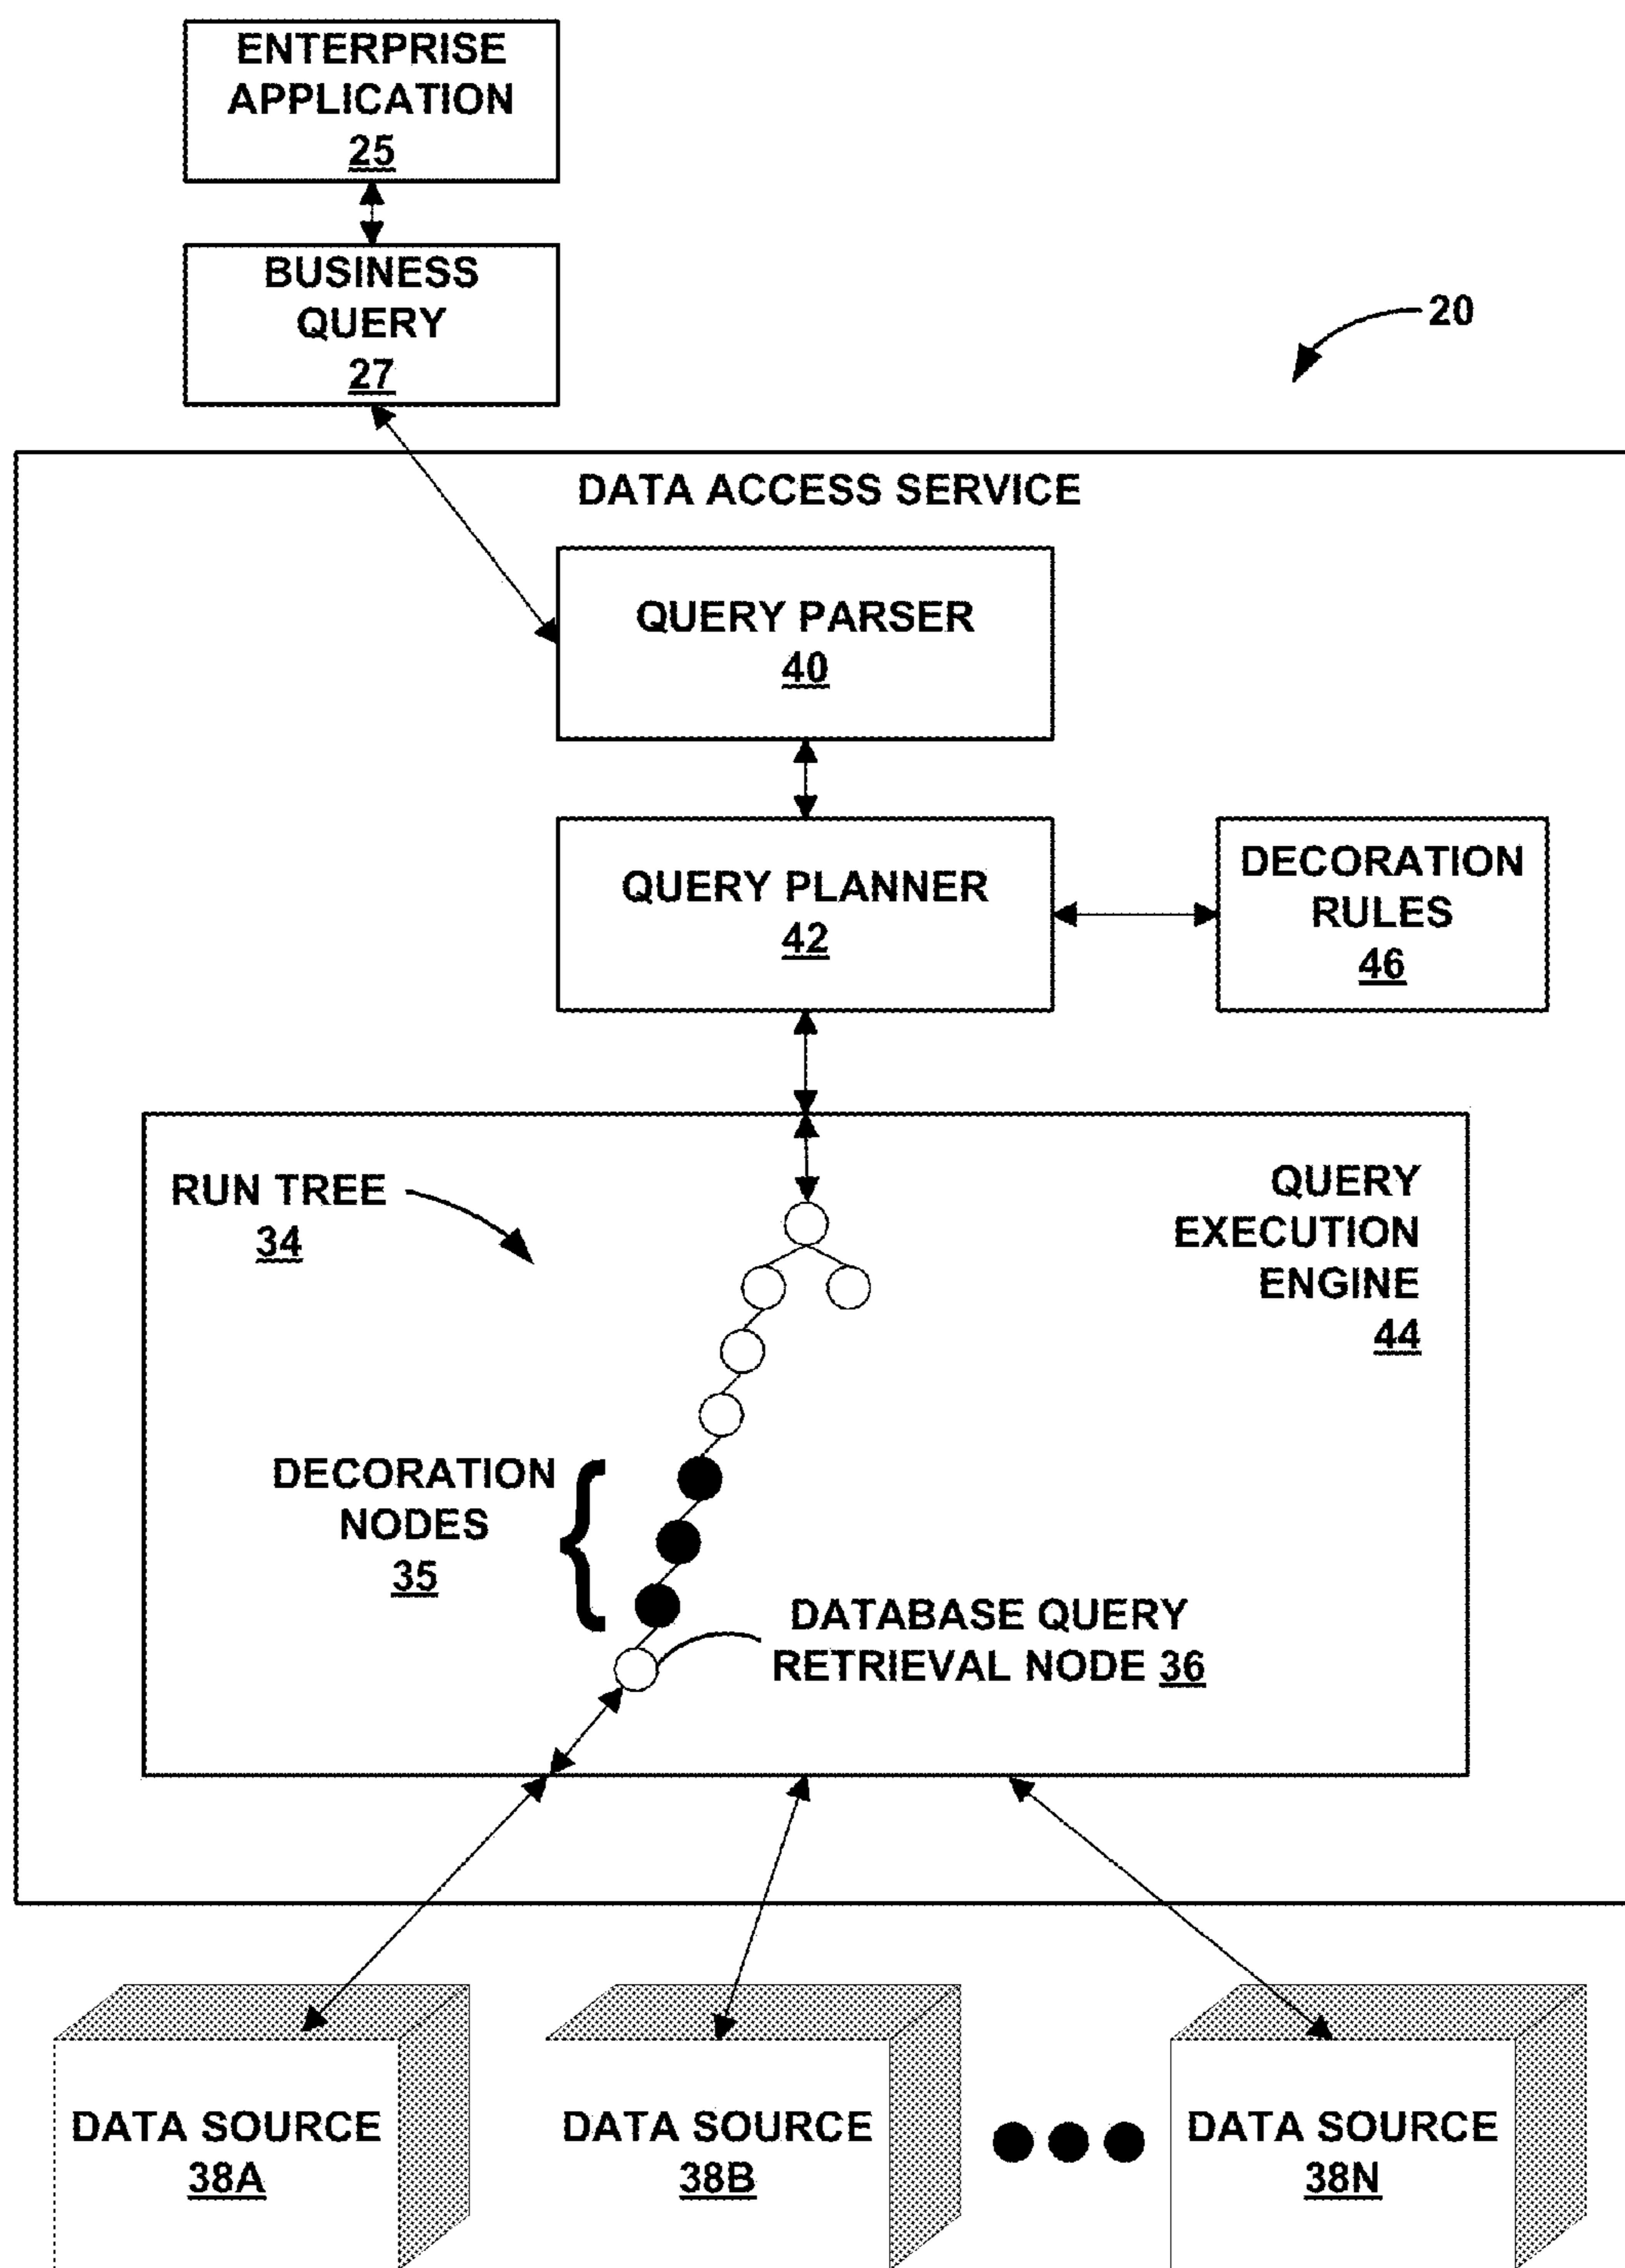 ENTERPRISE
APPLICATION
25
BUSINESS
QUERY
27
20
DATA ACCESS SERVICE
QUERY PARSER
40
QUERY PLANNER
42
DECORATION
RULES
46
RUN TREE
34
QUERY
EXECUTION
ENGINE
44
DECORATION
NODES
35
DATABASE QUERY
RETRIEVAL NODE 36
DATA SOURCE
38A
DATA SOURCE
38B
DATA SOURCE
38N